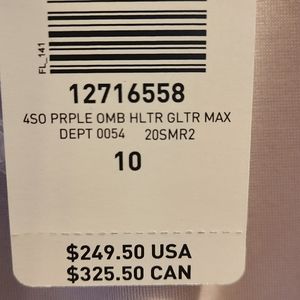 FL_141
12716558
4SO PRPLE OMB HLTR GLTR MAX
DEPT 0054 20SMR2
10
$249.50 USA
$325.50 CAN